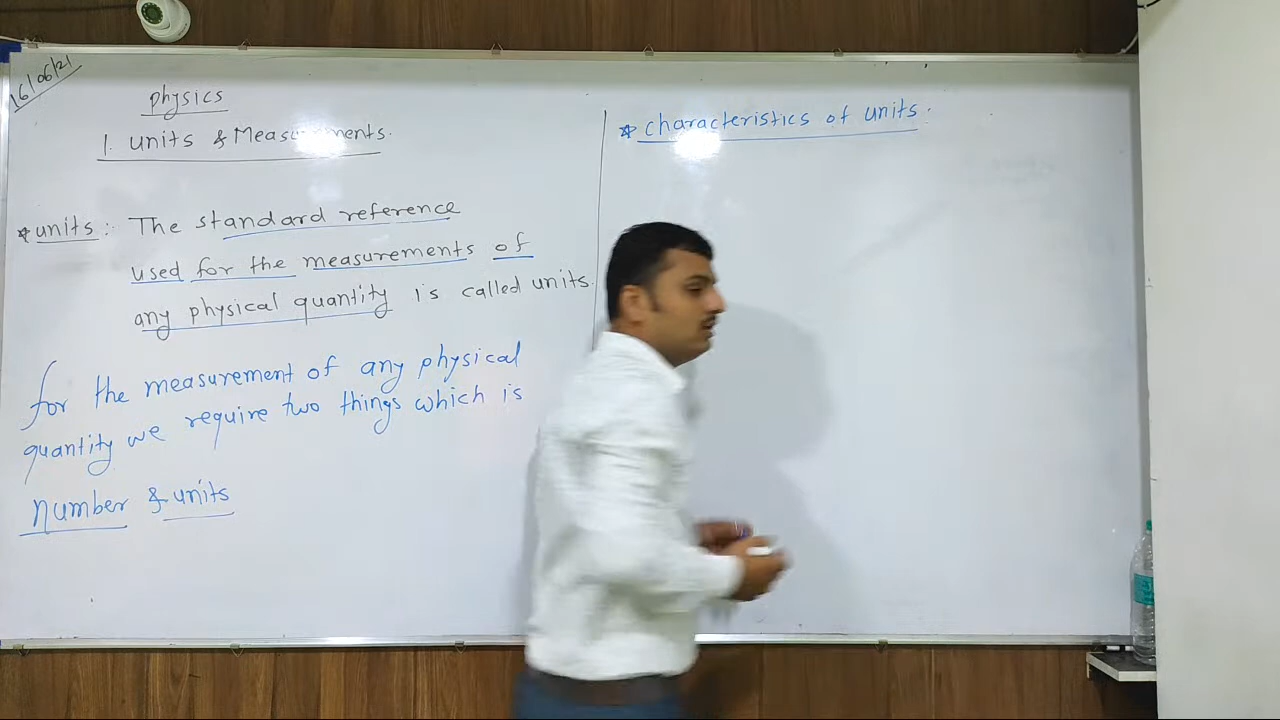 16/06/21
physics
1. units & Measurements.
*units:- The standard reference
used for the measurements of
any physical quantity is called units.
for the measurement of any physical
quantity we require two things which is
number & units
* characteristics of units: